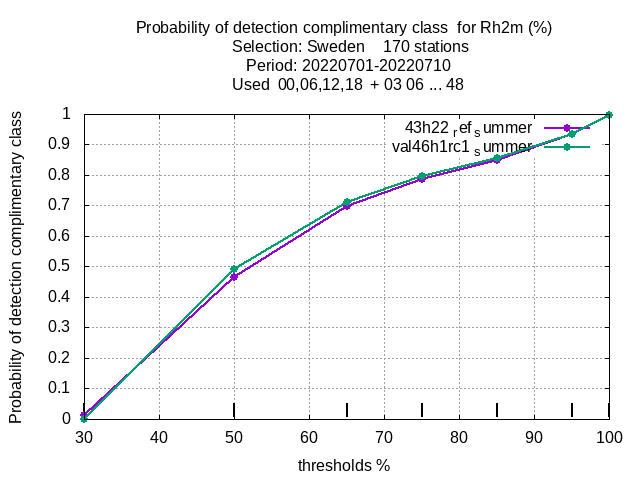 Probability of detection complimentary class  for Rh2m (%)
Selection: Sweden    170 stations
Period: 20220701-20220710
Used  00,06,12,18  + 03 06 ... 48
Probability of detection complimentary class
1
0.9
0.8
0.7
0.6
0.5
0.4
0.3
0.2
0.1
0
43h22 ref summer
val46h1rc1 summer
30 40 50 60 70 80 90 100
thresholds %